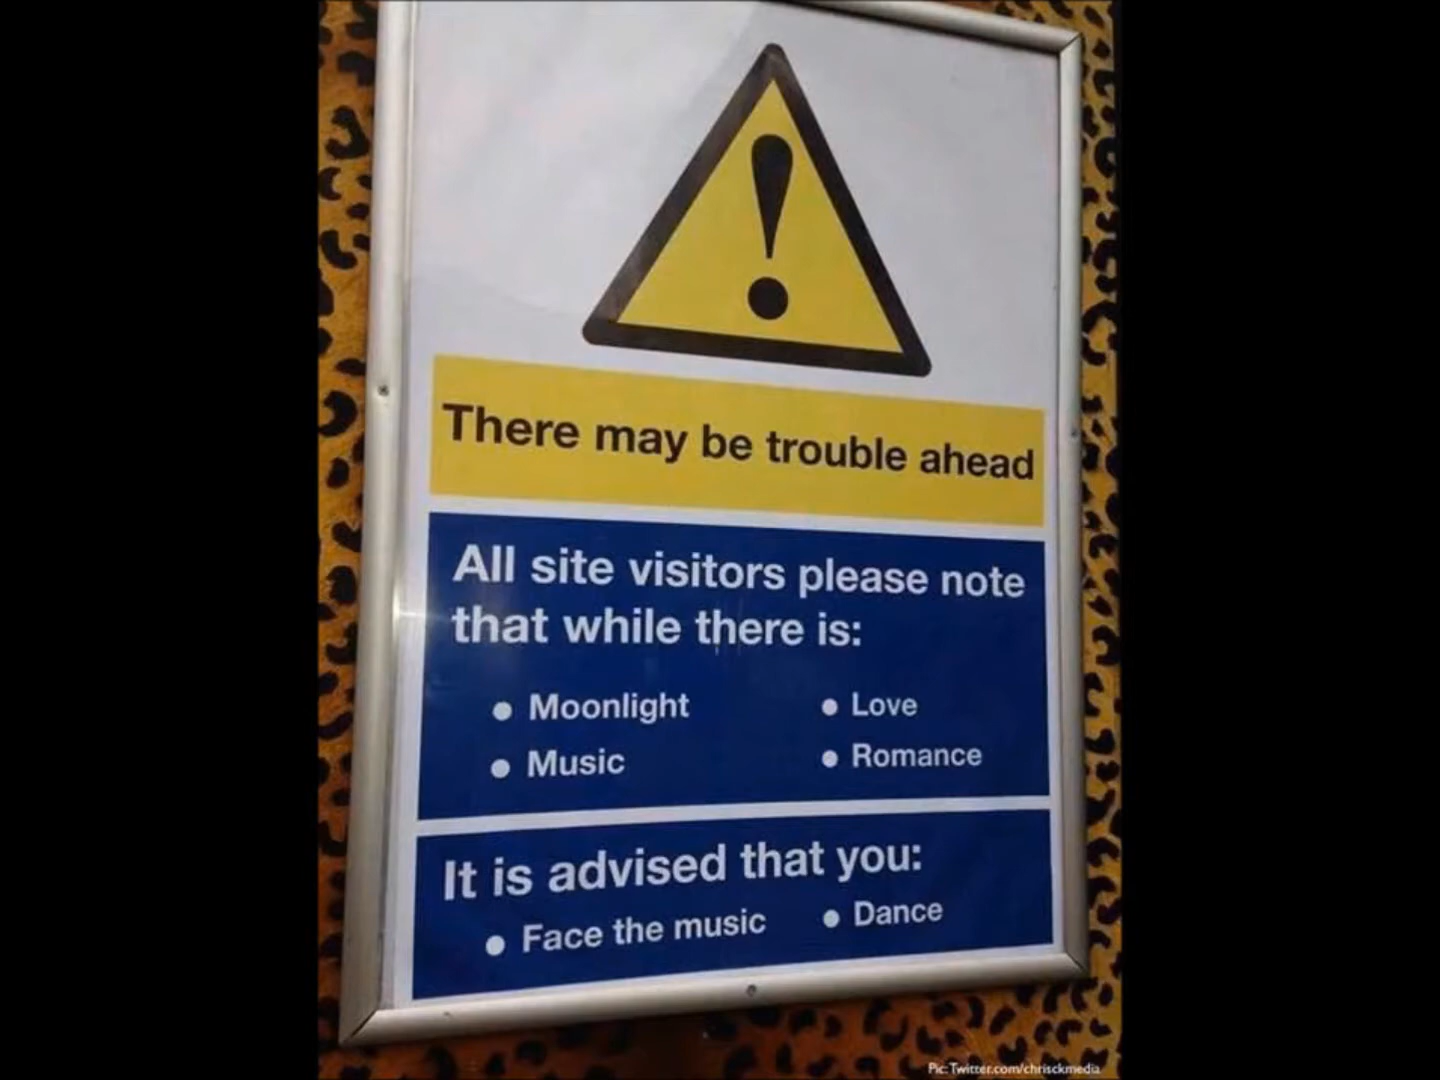 There may be trouble ahead
All site visitors please note
that while there is:
• Moonlight
• Love
• Music
• Romance
It is advised that you:
• Face the music
• Dance
Pic: Twitter.com/chrisckmedia